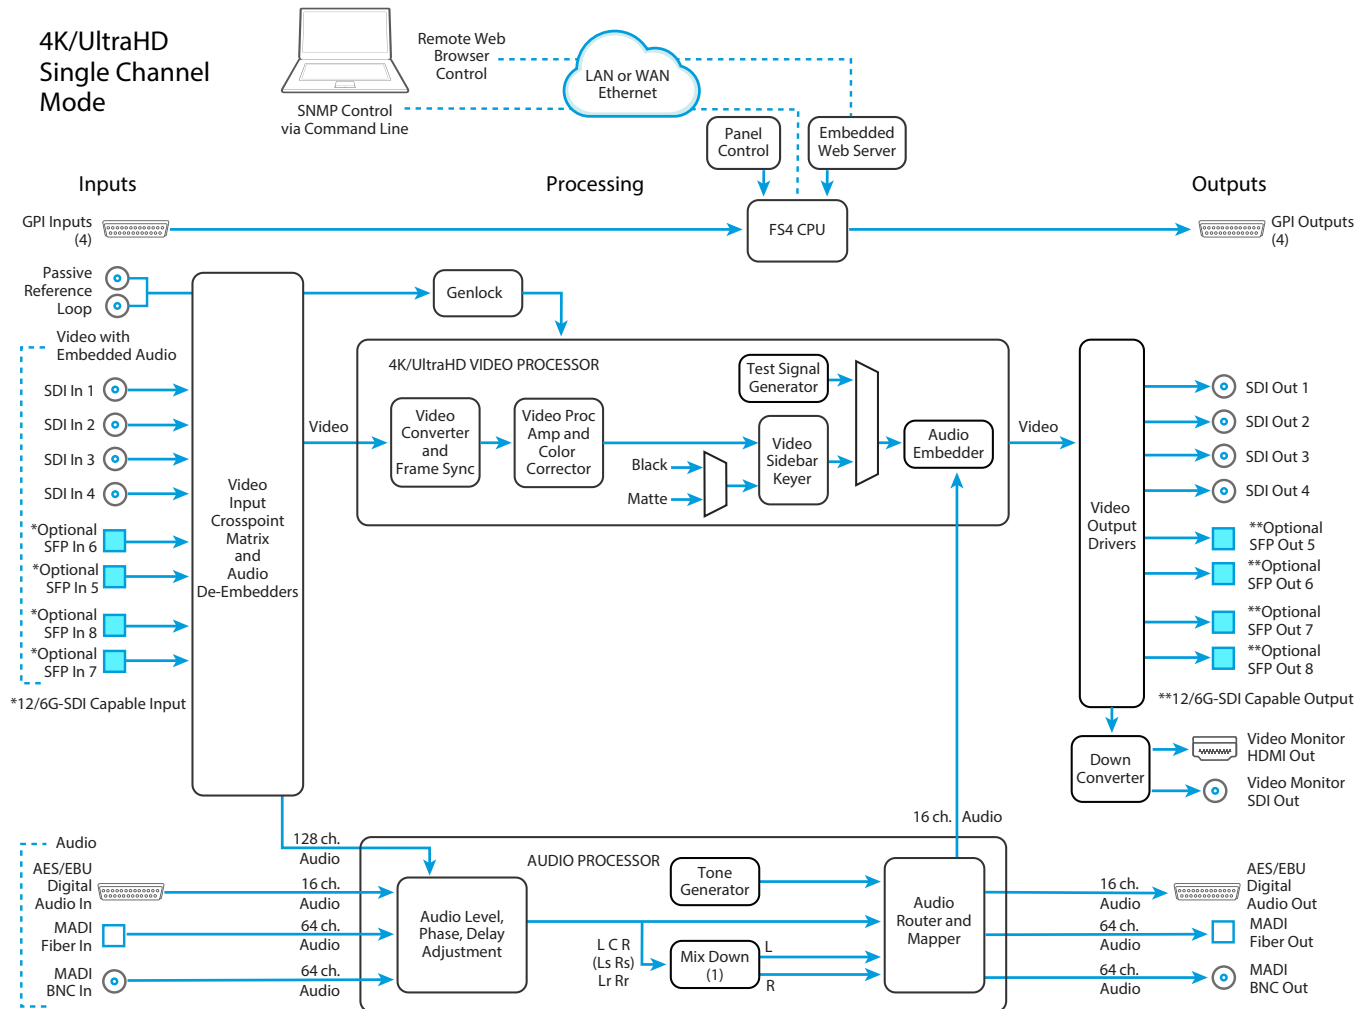 4K/UltraHD
Single Channel
Mode
Remote Web
Browser
Control
SNMP Control
via Command Line
LAN or WAN
Ethernet
Panel
Control
Embedded
Web Server
Inputs
Processing
Outputs
GPI Inputs
(4)
FS4 CPU
GPI Outputs
(4)
Passive
Reference
Loop
Genlock
Video with
Embedded Audio
SDI In 1
SDI In 2
SDI In 3
SDI In 4
*Optional
SFP In 6
*Optional
SFP In 5
*Optional
SFP In 8
*Optional
SFP In 7
*12/6G-SDI Capable Input
Video
Input
Crosspoint
Matrix
and
Audio
De-Embedders
Video
4K/UltraHD VIDEO PROCESSOR
Video
Converter
and
Frame Sync
Video Proc
Amp and
Color
Corrector
Test Signal
Generator
Black
Matte
Video
Sidebar
Keyer
Audio
Embedder
Video
Video
Output
Drivers
SDI Out 1
SDI Out 2
SDI Out 3
SDI Out 4
**Optional
SFP Out 5
**Optional
SFP Out 6
**Optional
SFP Out 7
**Optional
SFP Out 8
**12/6G-SDI Capable Output
Down
Converter
Video Monitor
HDMI Out
Video Monitor
SDI Out
16 ch. Audio
Audio
AES/EBU
Digital
Audio In
MADI
Fiber In
MADI
BNC In
128 ch.
Audio
16 ch.
Audio
64 ch.
Audio
64 ch.
Audio
AUDIO PROCESSOR
Audio Level,
Phase, Delay
Adjustment
Tone
Generator
L C R
(Ls Rs)
Lr Rr
Mix Down
(1)
L
R
Audio
Router and
Mapper
16 ch.
Audio
64 ch.
Audio
64 ch.
Audio
AES/EBU
Digital
Audio Out
MADI
Fiber Out
MADI
BNC Out